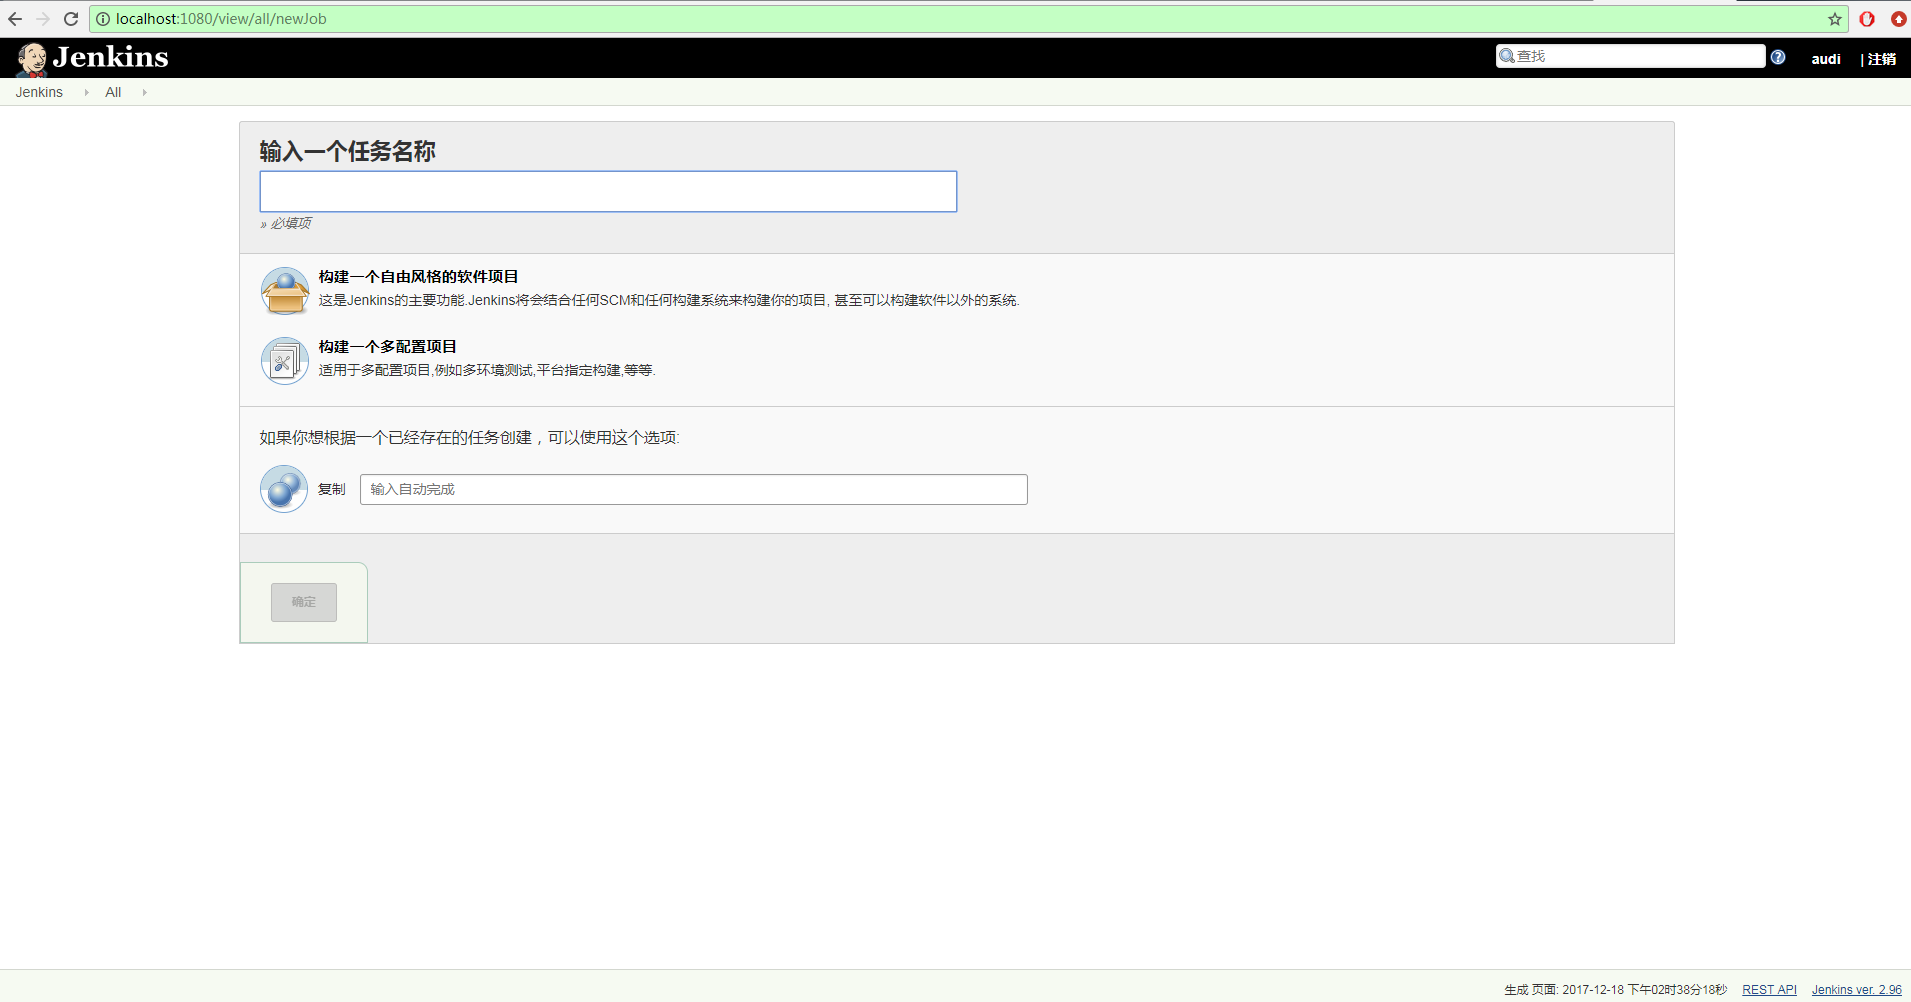 localhost:1080/view/all/newJob
Jenkins
查找
audi
| 注销
Jenkins
All
输入一个任务名称
» 必填项
构建一个自由风格的软件项目
这是Jenkins的主要功能.Jenkins将会结合任何SCM和任何构建系统来构建你的项目, 甚至可以构建软件以外的系统.
构建一个多配置项目
适用于多配置项目,例如多环境测试,平台指定构建,等等.
如果你想根据一个已经存在的任务创建，可以使用这个选项:
复制
输入自动完成
确定
生成 页面: 2017-12-18 下午02时38分18秒
REST API
Jenkins ver. 2.96